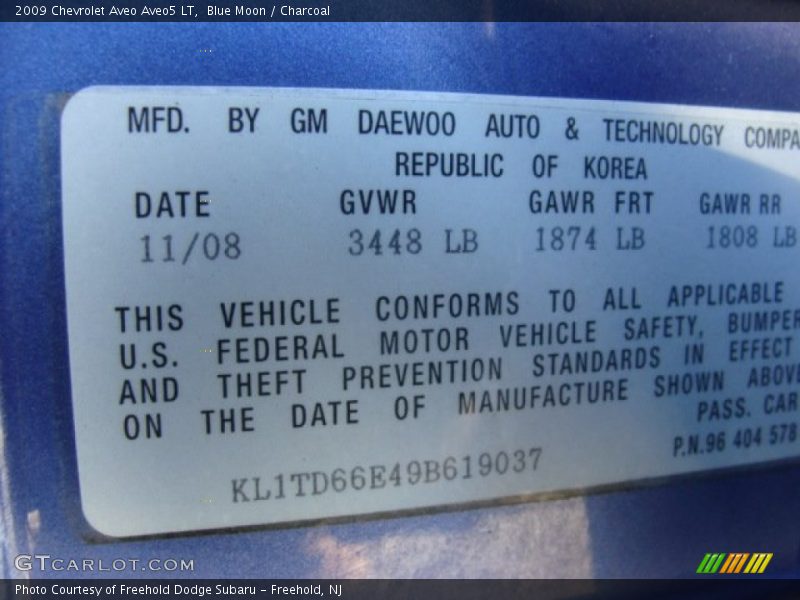 2009 Chevrolet Aveo Aveo5 LT, Blue Moon / Charcoal
MFD. BY GM DAEWOO AUTO & TECHNOLOGY COMPA
REPUBLIC OF KOREA
DATE GVWR GAWR FRT GAWR RR
11/08 3448 LB 1874 LB 1808 LB
THIS VEHICLE CONFORMS TO ALL APPLICABLE
U.S. FEDERAL MOTOR VEHICLE SAFETY, BUMPER
AND THEFT PREVENTION STANDARDS IN EFFECT
ON THE DATE OF MANUFACTURE SHOWN ABOVE
PASS. CAR
KL1TD66E49B619037 P.N.96 404 578
GTCARLOT.COM
Photo Courtesy of Freehold Dodge Subaru - Freehold, NJ